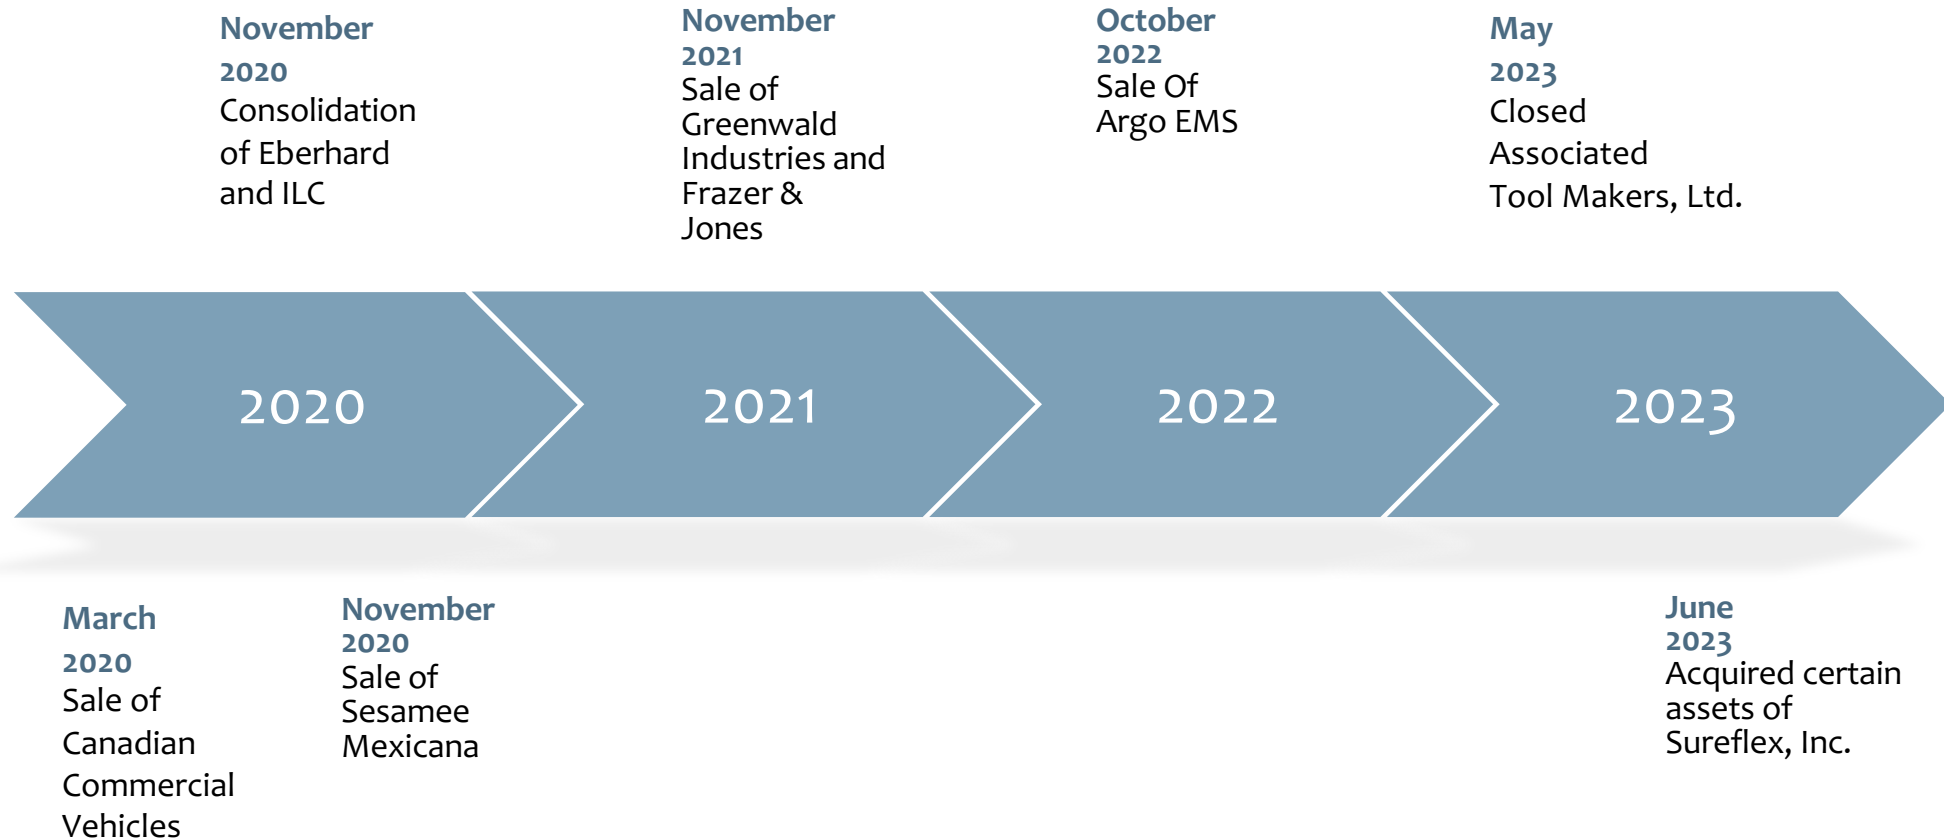 November
2020
Consolidation
of Eberhard
and ILC
November
2021
Sale of
Greenwald
Industries and
Frazer &
Jones
October
2022
Sale Of
Argo EMS
May
2023
Closed
Associated
Tool Makers, Ltd.
2020
2021
2022
2023
March
2020
Sale of
Canadian
Commercial
Vehicles
November
2020
Sale of
Sesamee
Mexicana
June
2023
Acquired certain
assets of
Sureflex, Inc.